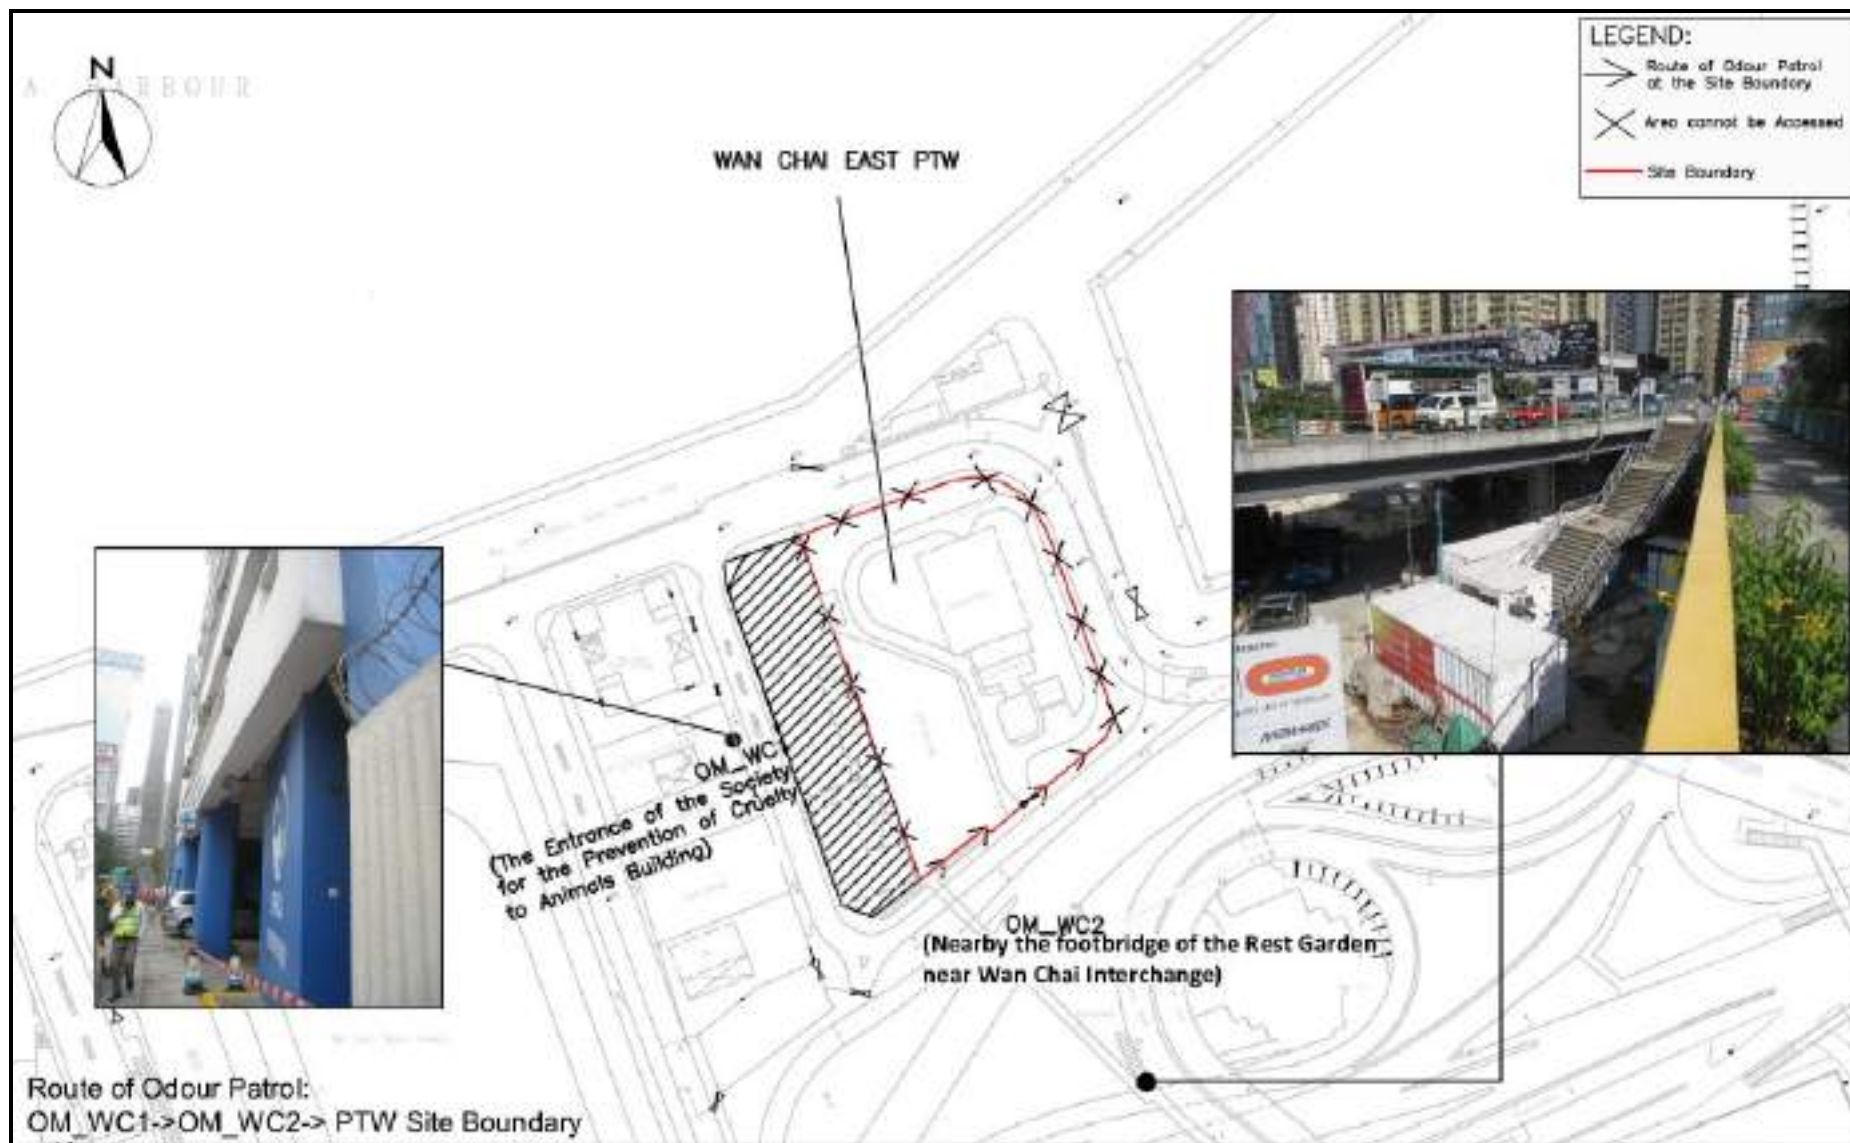 N
LEGEND:
Route of Odour Patrol
at the Site Boundary
Area cannot be Accessed
Site Boundary
HARBOUR
WAN CHAI EAST PTW
OM_WC
(The Entrance of the Society
for the Prevention of Cruelty
to Animals Building)
OM_WC2
(Nearby the footbridge of the Rest Garden
near Wan Chai Interchange)
Route of Odour Patrol:
OM_WC1->OM_WC2-> PTW Site Boundary